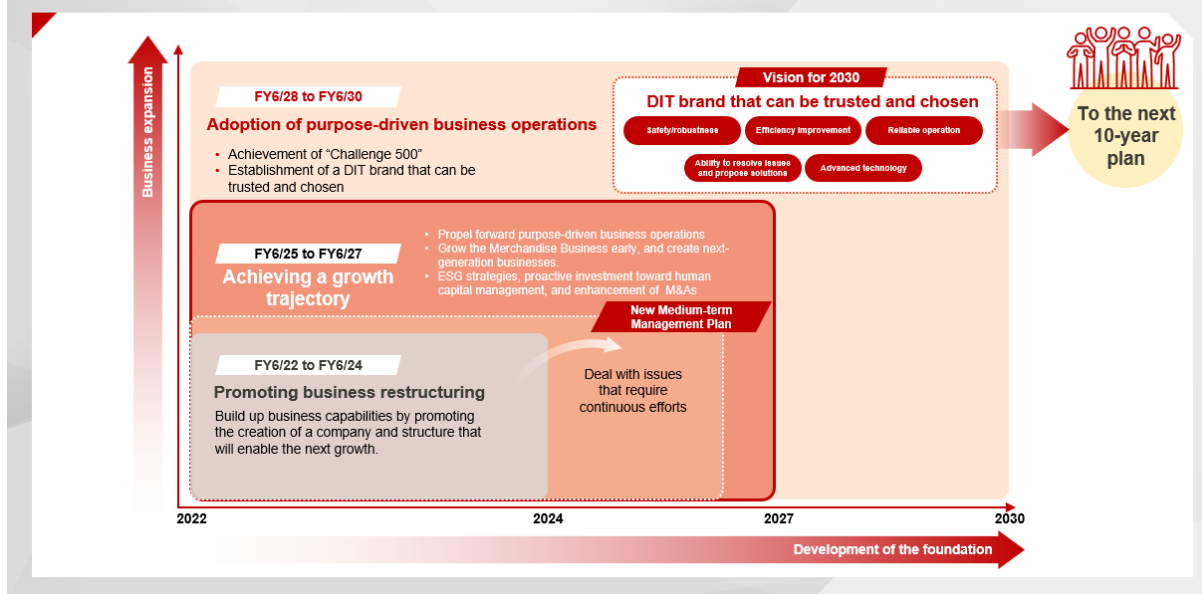 Business expansion
FY6/28 to FY6/30
Adoption of purpose-driven business operations
• Achievement of “Challenge 500”
• Establishment of a DIT brand that can be
trusted and chosen
Vision for 2030
DIT brand that can be trusted and chosen
Safety/robustness
Efficiency improvement
Reliable operation
Ability to resolve issues
and propose solutions
Advanced technology
To the next
10-year
plan
FY6/25 to FY6/27
Achieving a growth
trajectory
• Propel forward purpose-driven business operations
• Grow the Merchandise Business early, and create next-
generation businesses.
• ESG strategies, proactive investment toward human
capital management, and enhancement of M&As
New Medium-term
Management Plan
FY6/22 to FY6/24
Promoting business restructuring
Build up business capabilities by promoting
the creation of a company and structure that
will enable the next growth.
Deal with issues
that require
continuous efforts
2022
2024
2027
2030
Development of the foundation